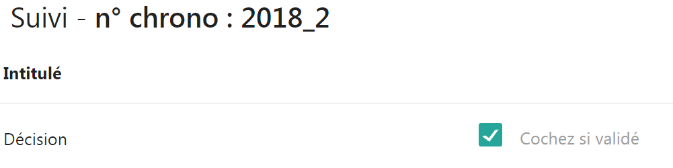 Suivi - n° chrono : 2018_2
Intitulé
Décision Cochez si validé